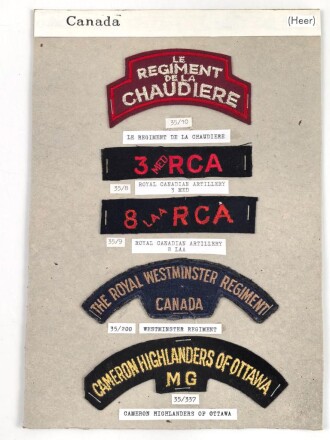 Canada (Heer)
LE
REGIMENT
DE LA
CHAUDIERE
35/10
LE REGIMENT DE LA CHAUDIERE
3 MED RCA
35/8 ROYAL CANADIAN ARTILLERY
3 MED
8 LAA RCA
35/9 ROYAL CANADIAN ARTILLERY
8 LAA
THE ROYAL WESTMINSTER REGIMENT
CANADA
35/200 WESTMINSTER REGIMENT
CAMERON HIGHLANDERS OF OTTAWA
MG
35/337
CAMERON HIGHLANDERS OF OTTAWA